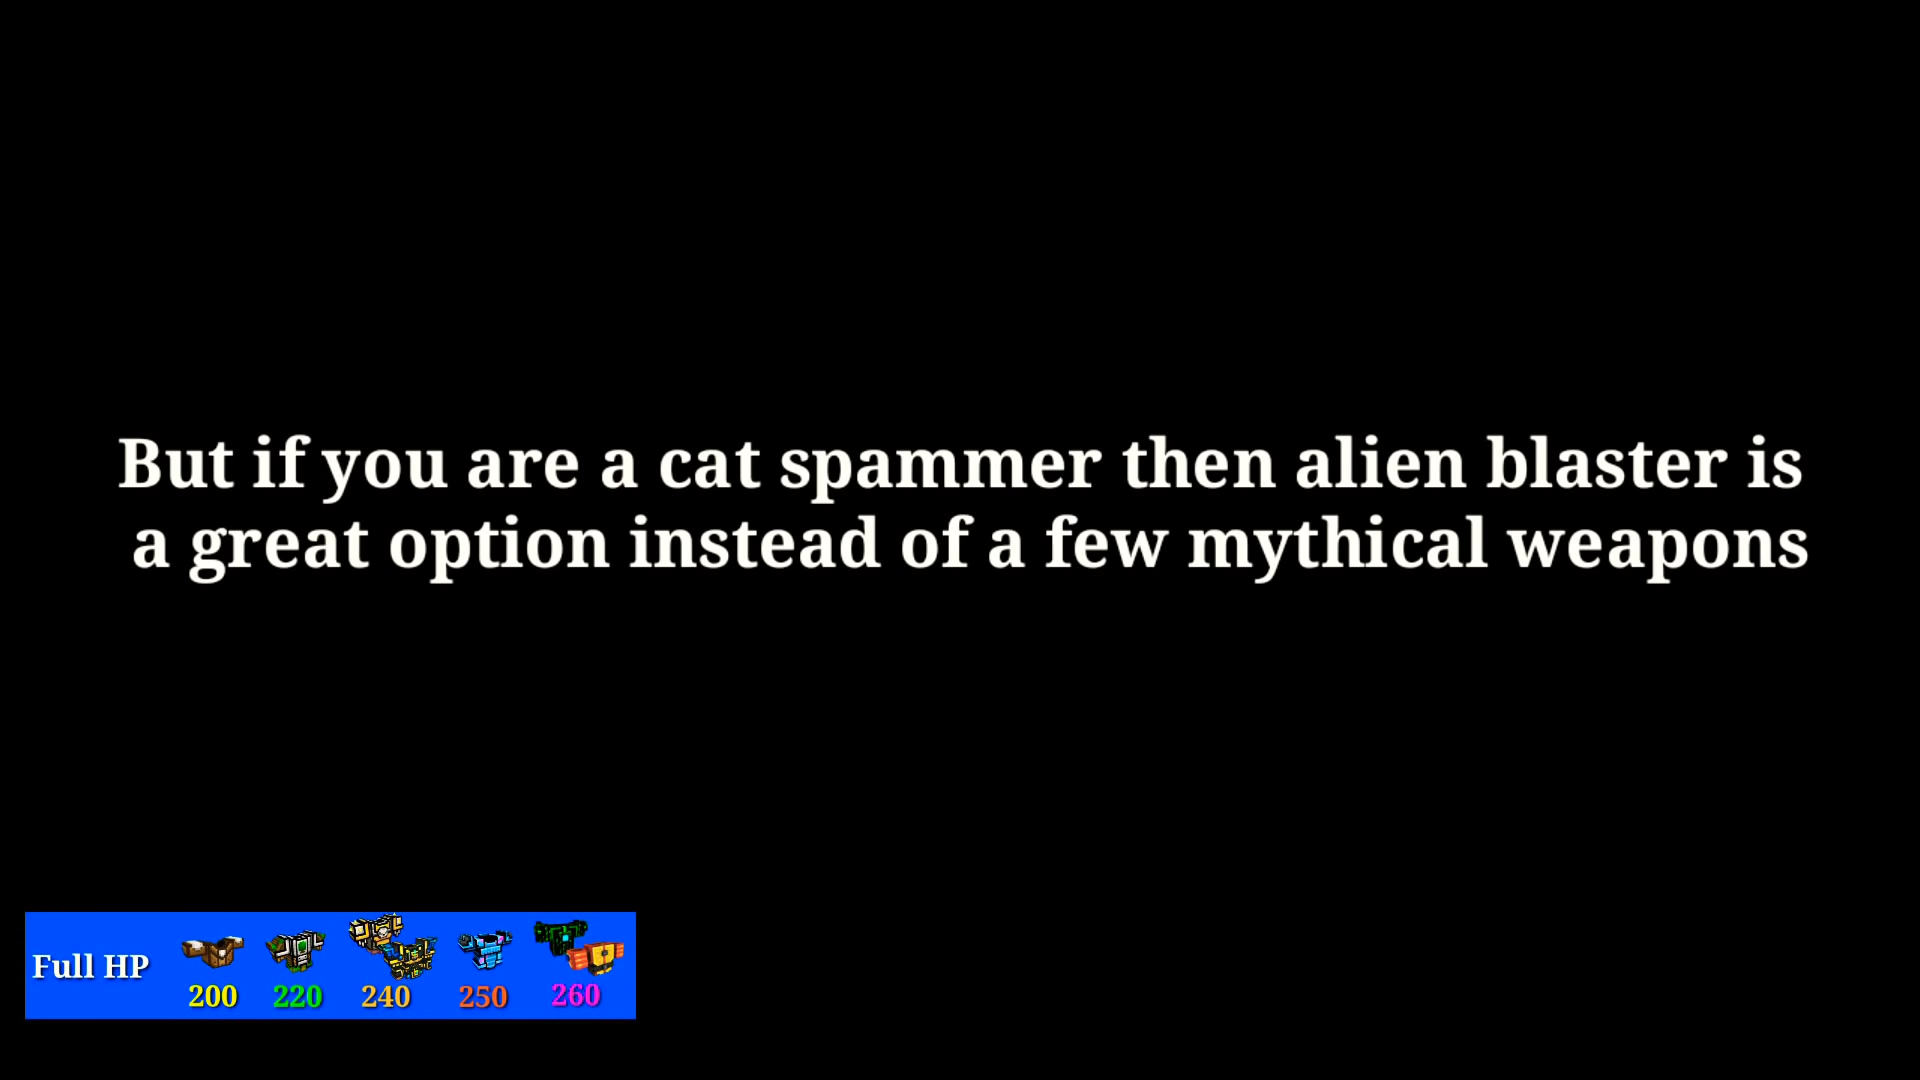 But if you are a cat spammer then alien blaster is
a great option instead of a few mythical weapons
Full HP
200 220 240 250 260